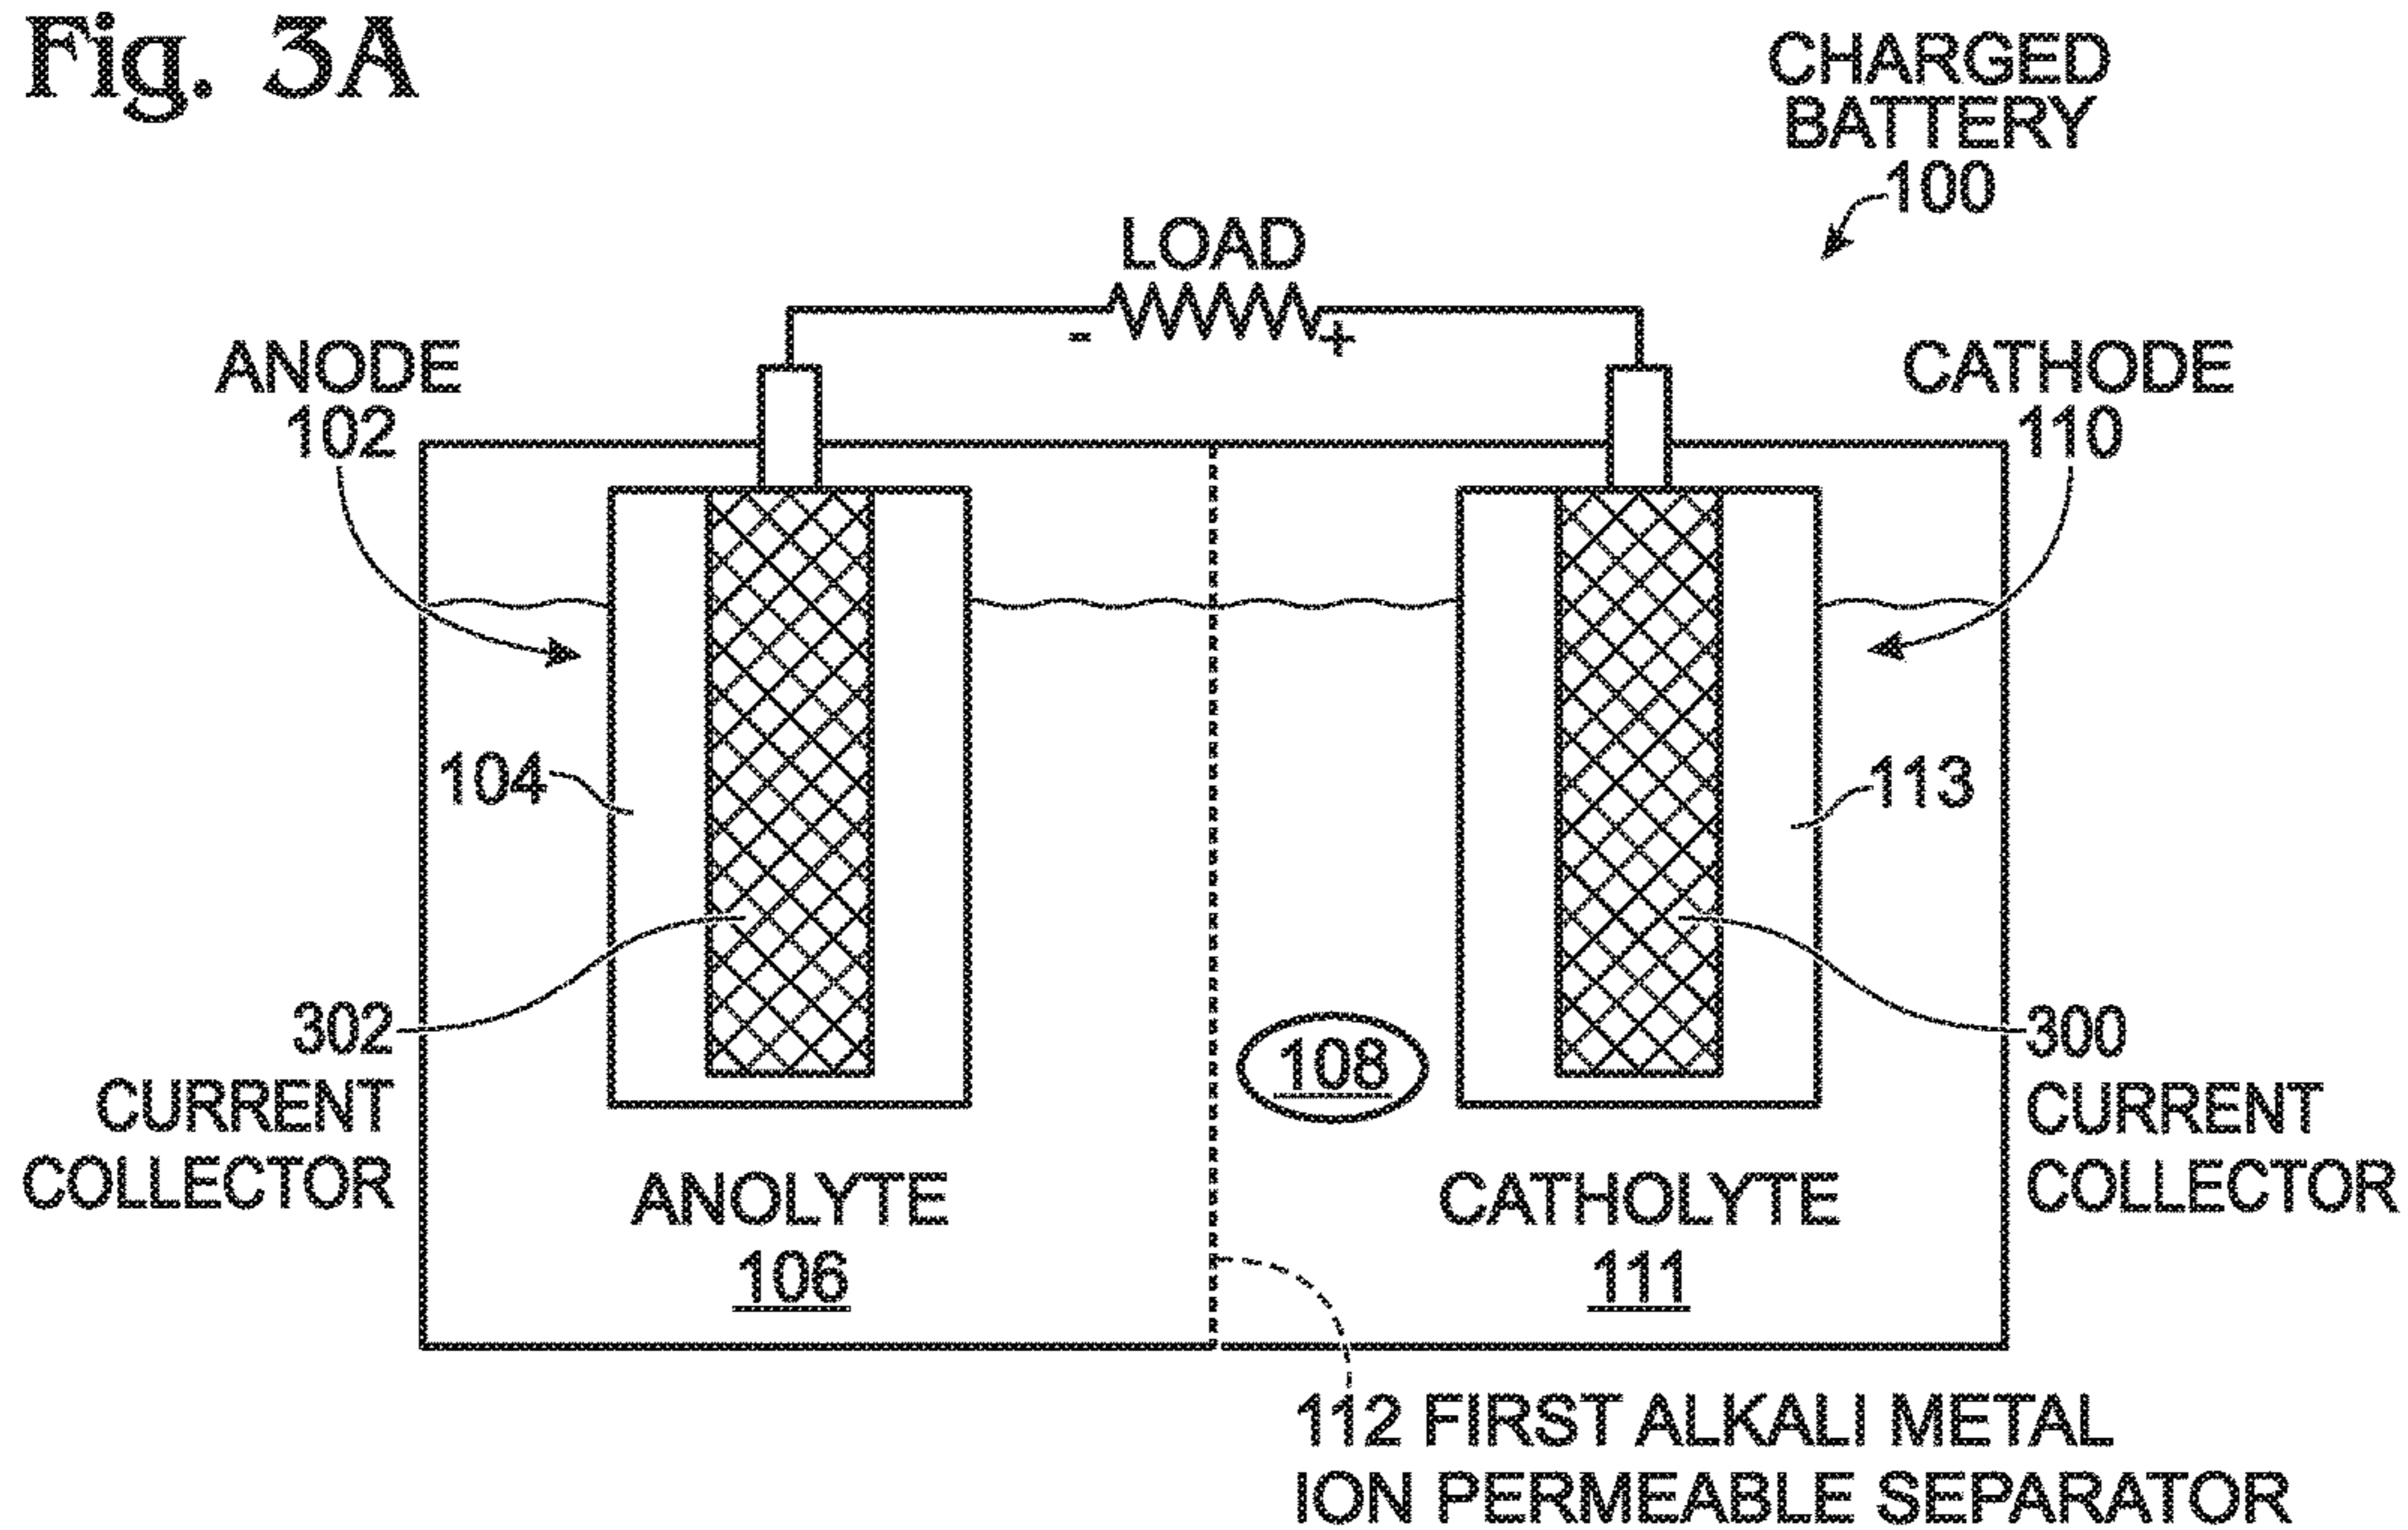 Fig. 3A
CHARGED
BATTERY
100
LOAD
- +
ANODE
102
CATHODE
110
104
113
302
CURRENT
COLLECTOR
108
300
CURRENT
COLLECTOR
ANOLYTE
106
CATHOLYTE
111
112 FIRST ALKALI METAL
ION PERMEABLE SEPARATOR